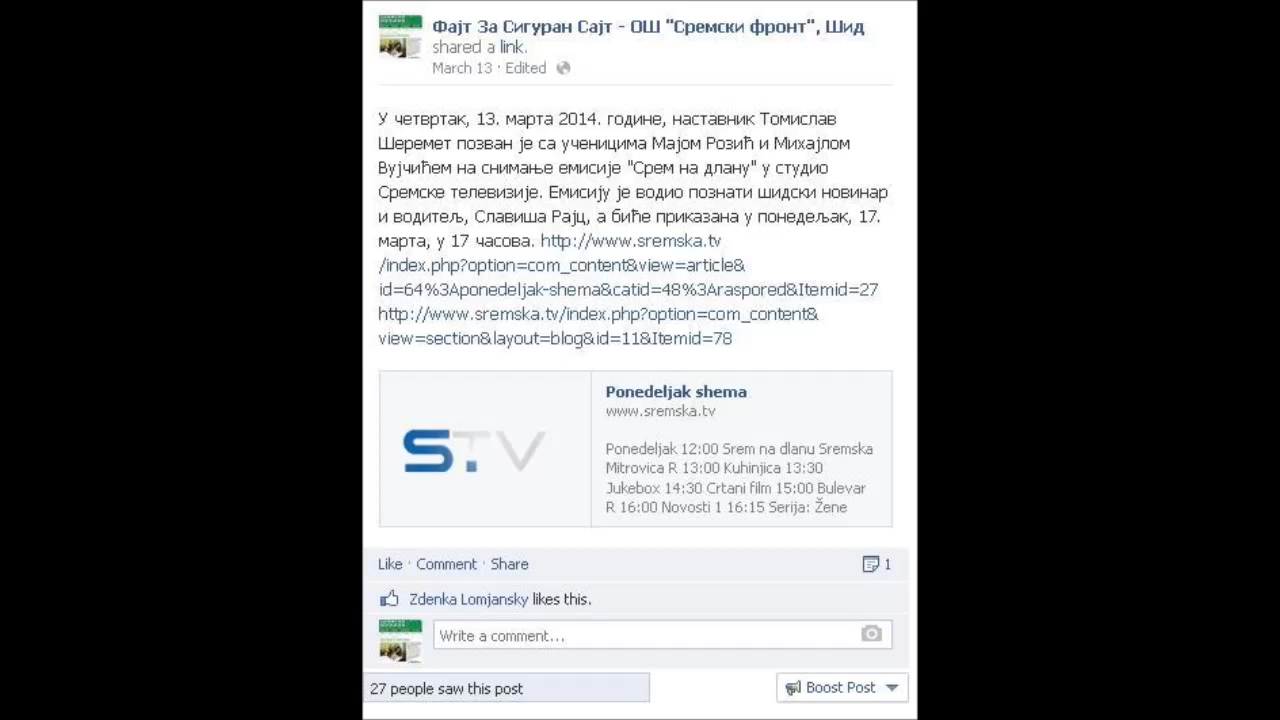 Фајт За Сигуран Сајт - ОШ "Сремски фронт", Шид
shared a link.
March 13 · Edited
У четвртак, 13. марта 2014. године, наставник Томислав
Шеремет позван је са ученицима Мајом Розић и Михајлом
Вујчићем на снимање емисије "Срем на длану" у студио
Сремске телевизије. Емисију је водио познати шидски новинар
и водитељ, Славиша Рајц, а биће приказана у понедељак, 17.
марта, у 17 часова. http://www.sremska.tv
/index.php?option=com_content&view=article&
id=64%3Aponedeljak-shema&catid=48%3Araspored&Itemid=27
http://www.sremska.tv/index.php?option=com_content&
view=section&layout=blog&id=11&Itemid=78
STV
Ponedeljak shema
www.sremska.tv
Ponedeljak 12:00 Srem na dlanu Sremska
Mitrovica R 13:00 Kuhinjica 13:30
Jukebox 14:30 Crtani film 15:00 Bulevar
R 16:00 Novosti 1 16:15 Serija: Žene
Like · Comment · Share 1
Zdenka Lomjansky likes this.
Write a comment...
27 people saw this post
Boost Post